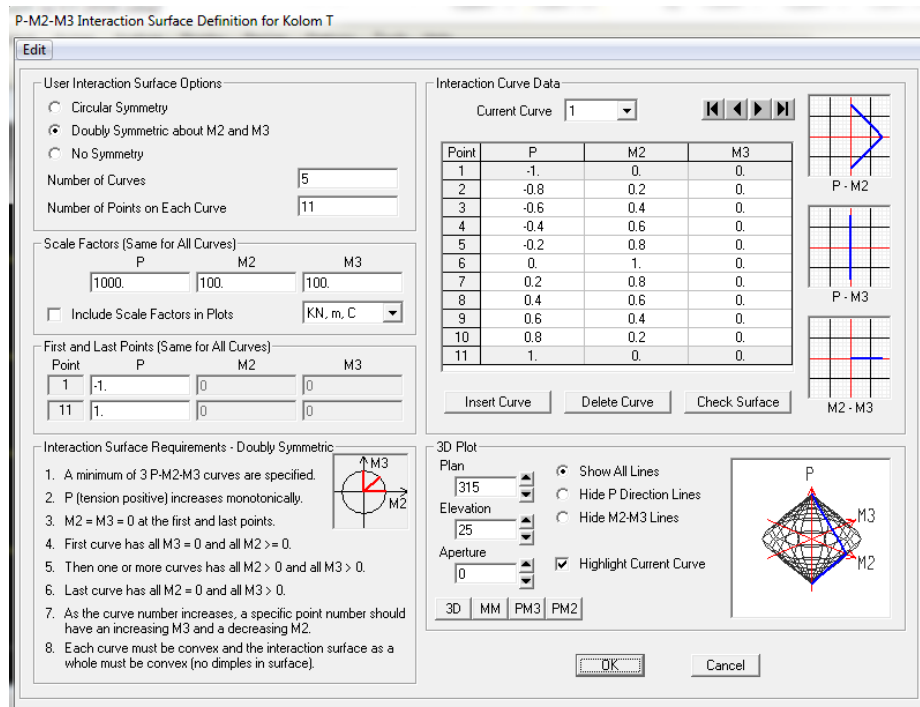 P-M2-M3 Interaction Surface Definition for Kolom T
Edit
User Interaction Surface Options
Circular Symmetry
Doubly Symmetric about M2 and M3
No Symmetry
Number of Curves 5
Number of Points on Each Curve 11
Scale Factors (Same for All Curves)
P M2 M3
1000. 100. 100.
Include Scale Factors in Plots KN, m, C
First and Last Points (Same for All Curves)
Point P M2 M3
1 -1. 0 0
11 1. 0 0
Interaction Surface Requirements - Doubly Symmetric
1. A minimum of 3 P-M2-M3 curves are specified.
2. P (tension positive) increases monotonically.
3. M2 = M3 = 0 at the first and last points.
4. First curve has all M3 = 0 and all M2 >= 0.
5. Then one or more curves has all M2 > 0 and all M3 > 0.
6. Last curve has all M2 = 0 and all M3 > 0.
7. As the curve number increases, a specific point number should
have an increasing M3 and a decreasing M2.
8. Each curve must be convex and the interaction surface as a
whole must be convex (no dimples in surface).
M3
M2
Interaction Curve Data
Current Curve 1
Point P M2 M3
1 -1. 0. 0.
2 -0.8 0.2 0.
3 -0.6 0.4 0.
4 -0.4 0.6 0.
5 -0.2 0.8 0.
6 0. 1. 0.
7 0.2 0.8 0.
8 0.4 0.6 0.
9 0.6 0.4 0.
10 0.8 0.2 0.
11 1. 0. 0.
P - M2
P - M3
M2 - M3
Insert Curve Delete Curve Check Surface
3D Plot
Plan
315
Elevation
25
Aperture
0
Show All Lines
Hide P Direction Lines
Hide M2-M3 Lines
Highlight Current Curve
3D MM PM3 PM2
P
M3
M2
OK Cancel